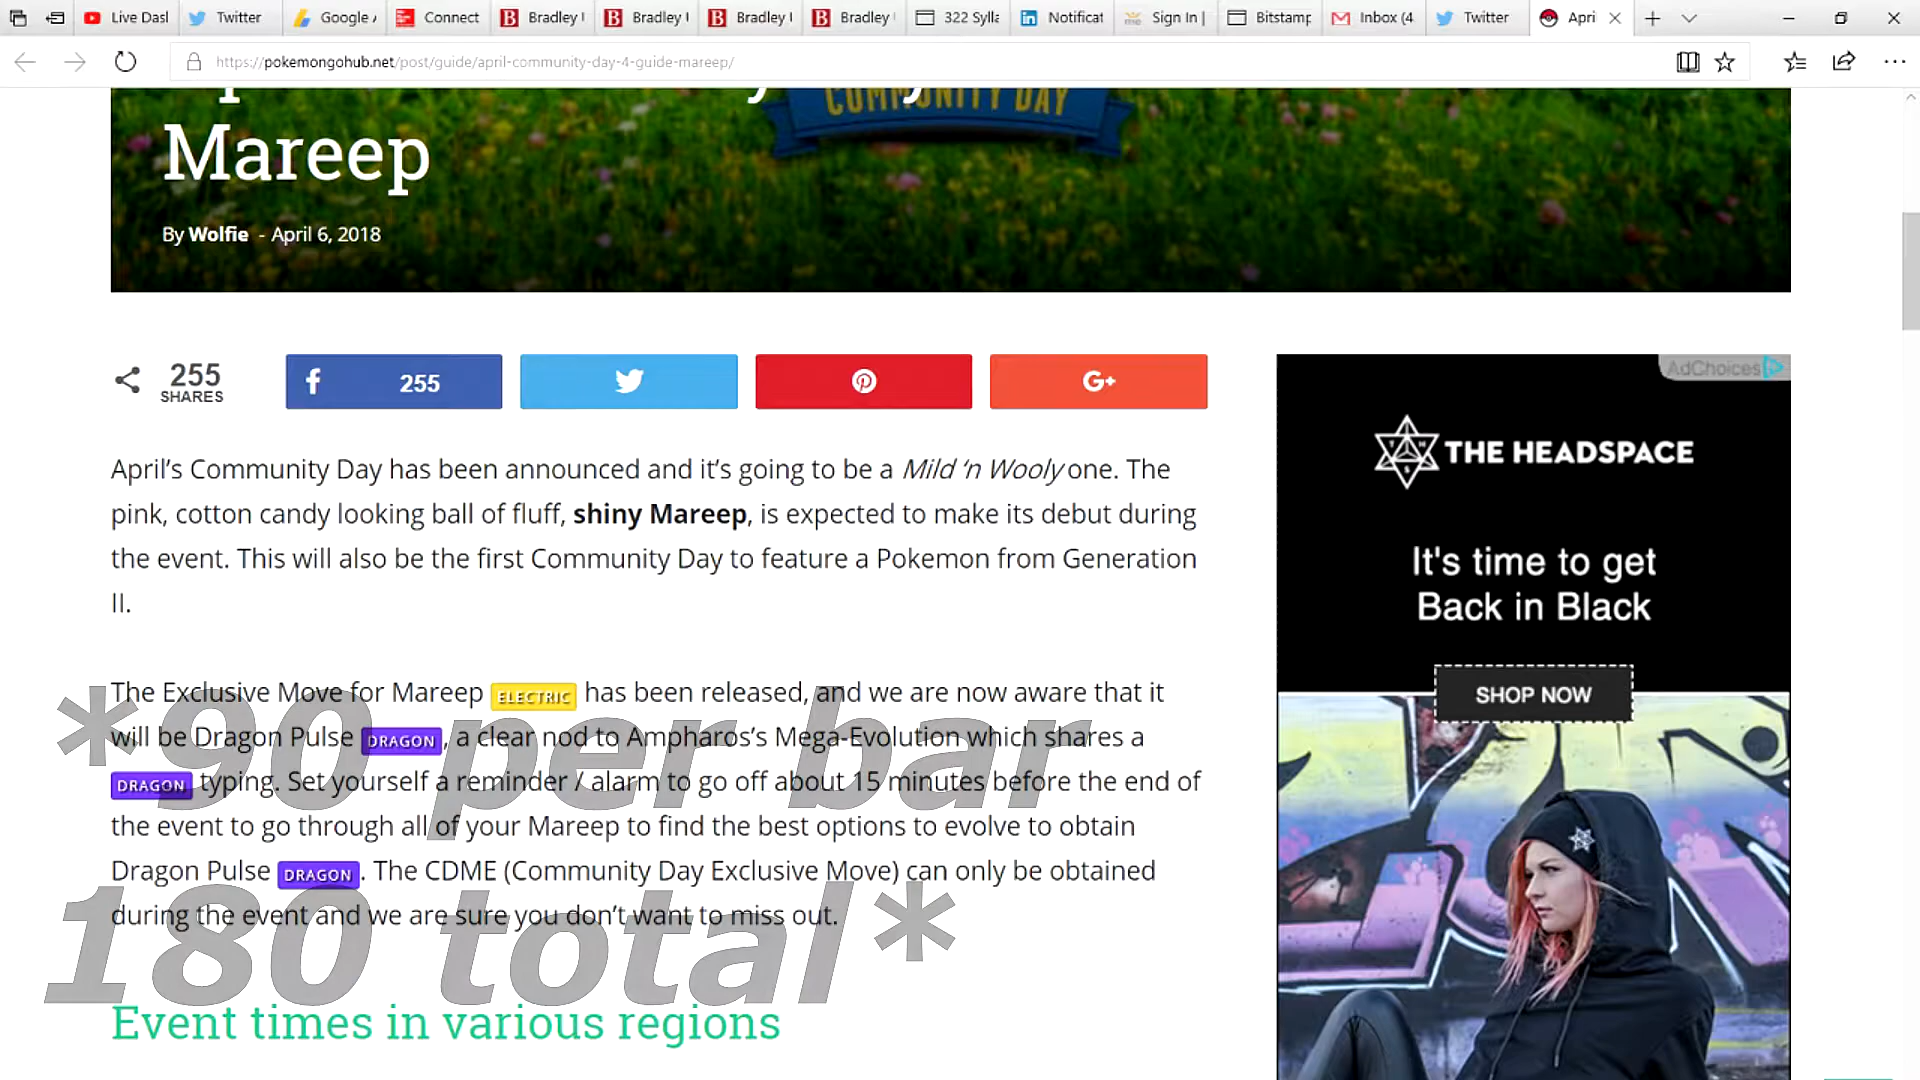 Live Dasl
Twitter
Google A
Connect
Bradley U
Bradley U
Bradley U
Bradley
322 Sylla
Notificat
Sign In |
Bitstamp
Inbox (4
Twitter
Apri
https://pokemongohub.net/post/guide/april-community-day-4-guide-mareep/
COMMUNITY DAY
Mareep
By Wolfie - April 6, 2018
255
SHARES
255
G+
April’s Community Day has been announced and it’s going to be a Mild ‘n Wooly one. The
pink, cotton candy looking ball of fluff, shiny Mareep, is expected to make its debut during
the event. This will also be the first Community Day to feature a Pokemon from Generation
II.
The Exclusive Move for Mareep ELECTRIC has been released, and we are now aware that it
will be Dragon Pulse DRAGON, a clear nod to Ampharos’s Mega-Evolution which shares a
DRAGON typing. Set yourself a reminder / alarm to go off about 15 minutes before the end of
the event to go through all of your Mareep to find the best options to evolve to obtain
Dragon Pulse DRAGON. The CDME (Community Day Exclusive Move) can only be obtained
during the event and we are sure you don’t want to miss out.
*90 per bar
180 total*
Event times in various regions
AdChoices
THE HEADSPACE
It's time to get
Back in Black
SHOP NOW